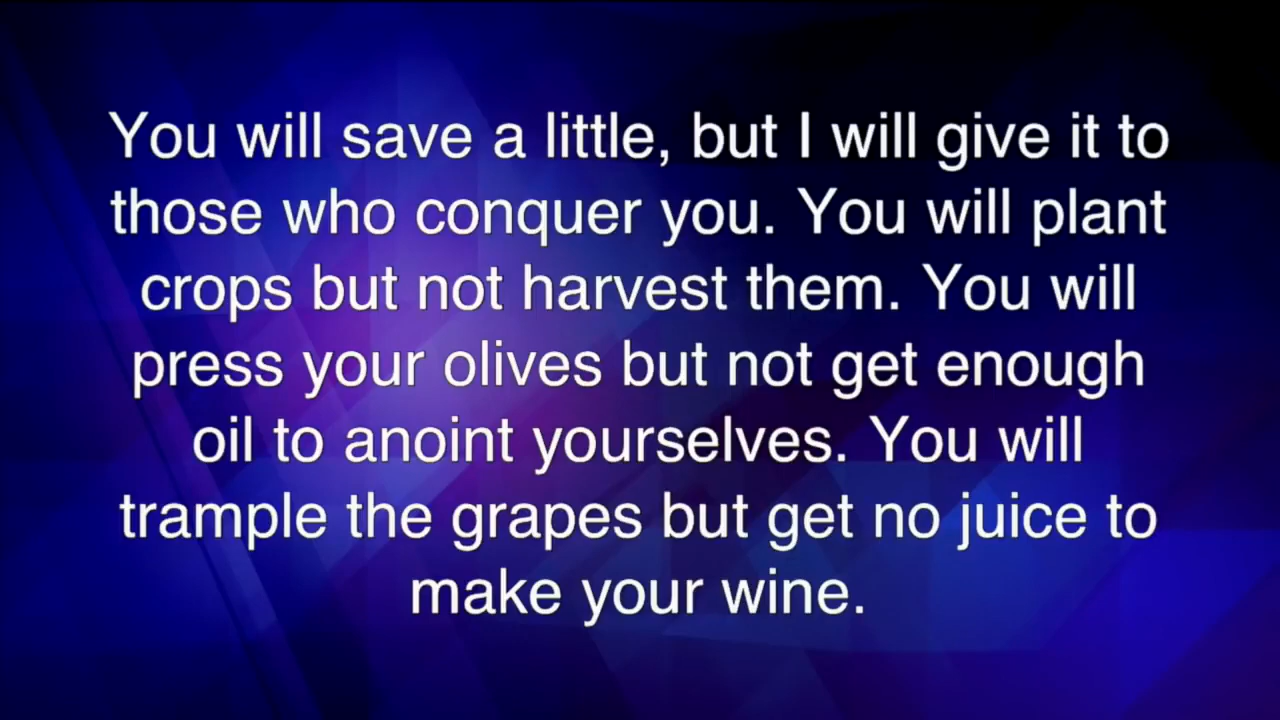 You will save a little, but I will give it to
those who conquer you. You will plant
crops but not harvest them. You will
press your olives but not get enough
oil to anoint yourselves. You will
trample the grapes but get no juice to
make your wine.